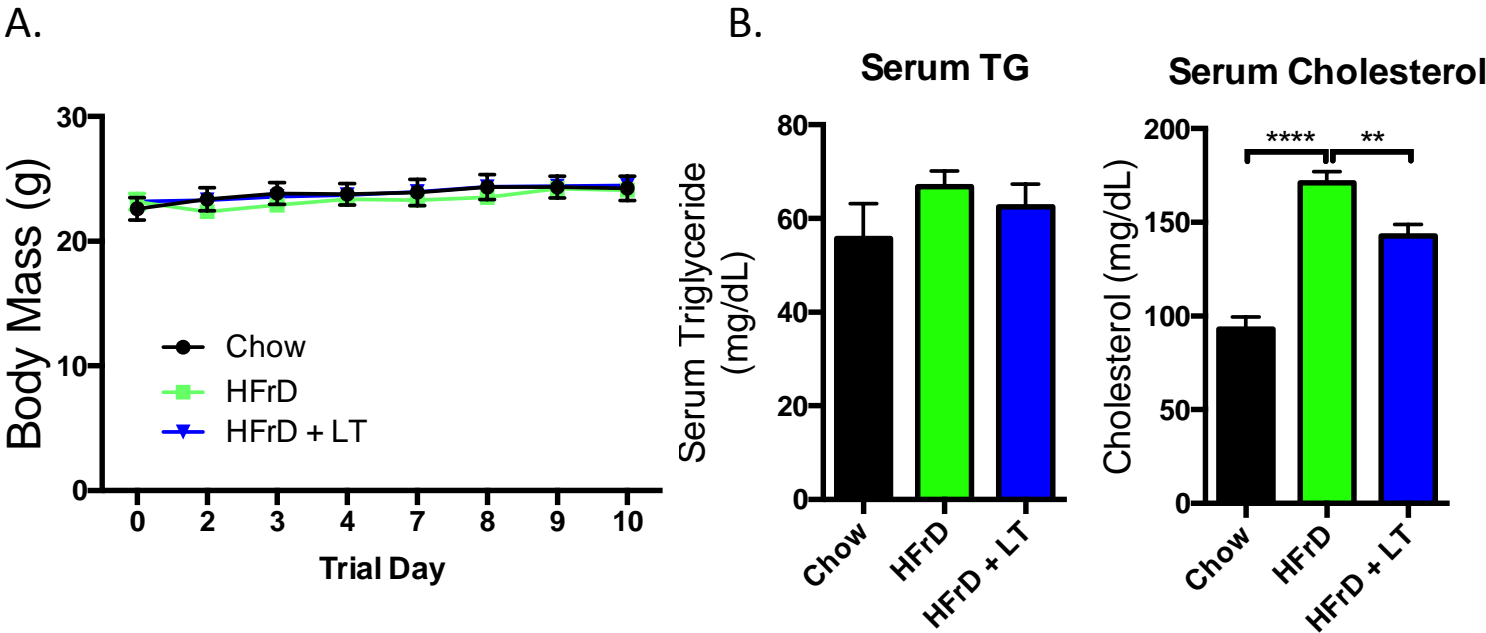 A.
30
20
10
0
Body Mass (g)
Chow
HFrD
HFrD + LT
0 2 3 4 7 8 9 10
Trial Day
B.
Serum TG
80
60
40
20
0
Serum Triglyceride
(mg/dL)
Chow
HFrD
HFrD + LT
Serum Cholesterol
200
150
100
50
0
Cholesterol (mg/dL)
**** **
Chow
HFrD
HFrD + LT